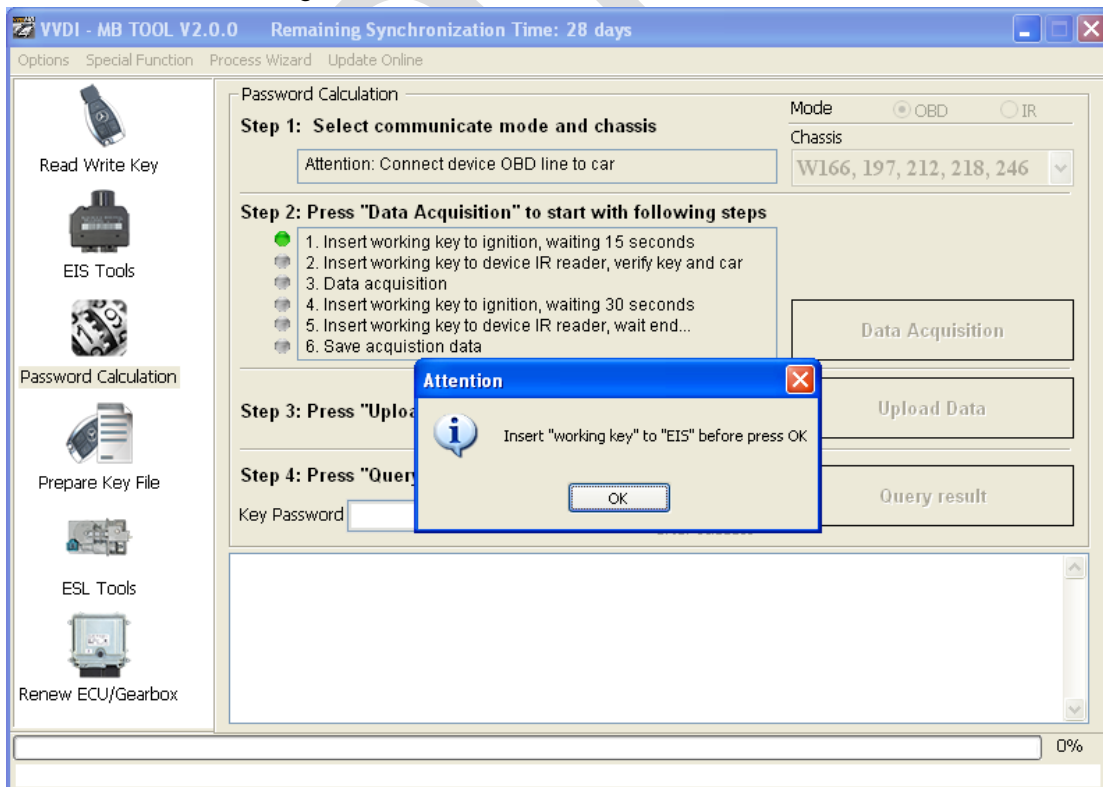 VVDI - MB TOOL V2.0.0 Remaining Synchronization Time: 28 days
Options Special Function Process Wizard Update Online
Read Write Key
EIS Tools
Password Calculation
Prepare Key File
ESL Tools
Renew ECU/Gearbox
Password Calculation
Mode OBD IR
Step 1: Select communicate mode and chassis
Chassis
Attention: Connect device OBD line to car
W166, 197, 212, 218, 246
Step 2: Press "Data Acquisition" to start with following steps
1. Insert working key to ignition, waiting 15 seconds
2. Insert working key to device IR reader, verify key and car
3. Data acquisition
4. Insert working key to ignition, waiting 30 seconds
5. Insert working key to device IR reader, wait end...
6. Save acquistion data
Data Acquisition
Step 3: Press "Uploa
Upload Data
Step 4: Press "Query
Query result
Key Password
Attention
Insert "working key" to "EIS" before press OK
OK
0%